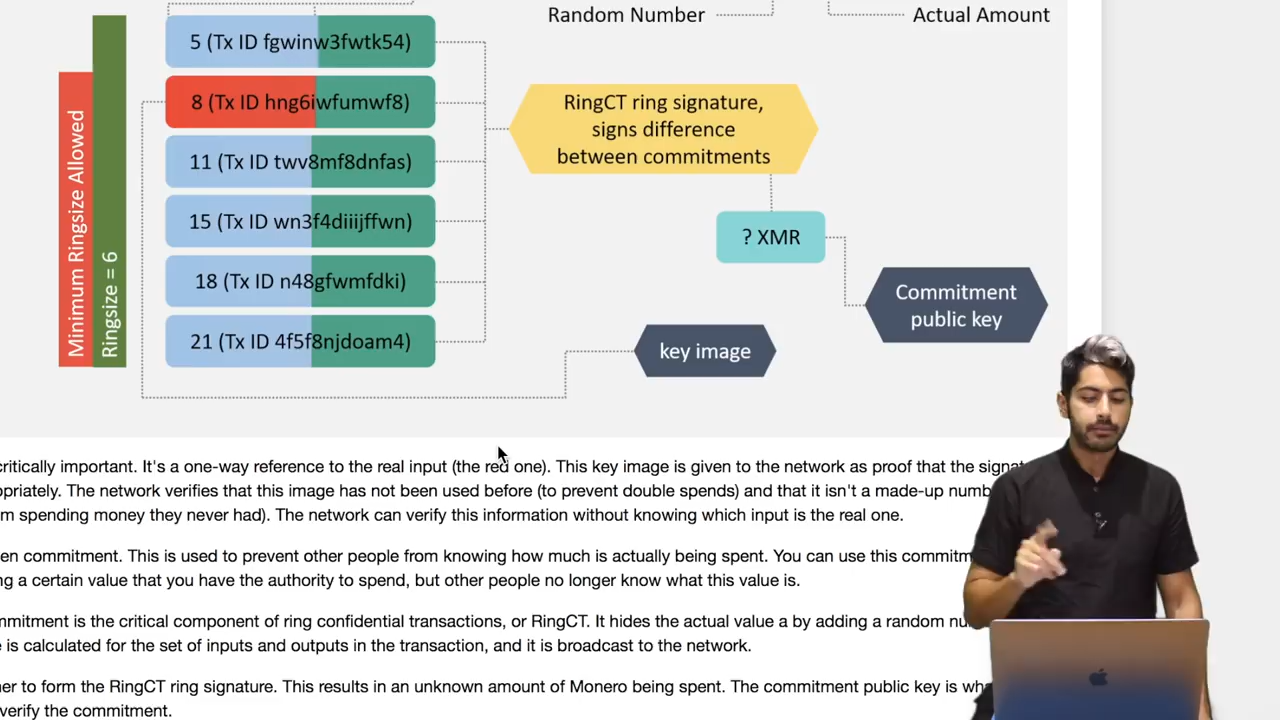 Random Number
Actual Amount
5 (Tx ID fgwinw3fwtk54)
8 (Tx ID hng6iwfumwf8)
11 (Tx ID twv8mf8dnfas)
15 (Tx ID wn3f4diiijffwn)
18 (Tx ID n48gfwmfdki)
21 (Tx ID 4f5f8njdoam4)
Minimum Ringsize Allowed
Ringsize = 6
RingCT ring signature,
signs difference
between commitments
? XMR
Commitment
public key
key image
critically important. It's a one-way reference to the real input (the red one). This key image is given to the network as proof that the
The network verifies that this image has not been used before (to prevent double spends) and that it isn't a made-up
spending money they never had). The network can verify this information without knowing which input is the real one.
commitment. This is used to prevent other people from knowing how much is actually being spent. You can use this
a certain value that you have the authority to spend, but other people no longer know what this value is.
is the critical component of ring confidential transactions, or RingCT. It hides the actual value a by adding a random
is calculated for the set of inputs and outputs in the transaction, and it is broadcast to the network.
to form the RingCT ring signature. This results in an unknown amount of Monero being spent. The commitment public key is
verify the commitment.